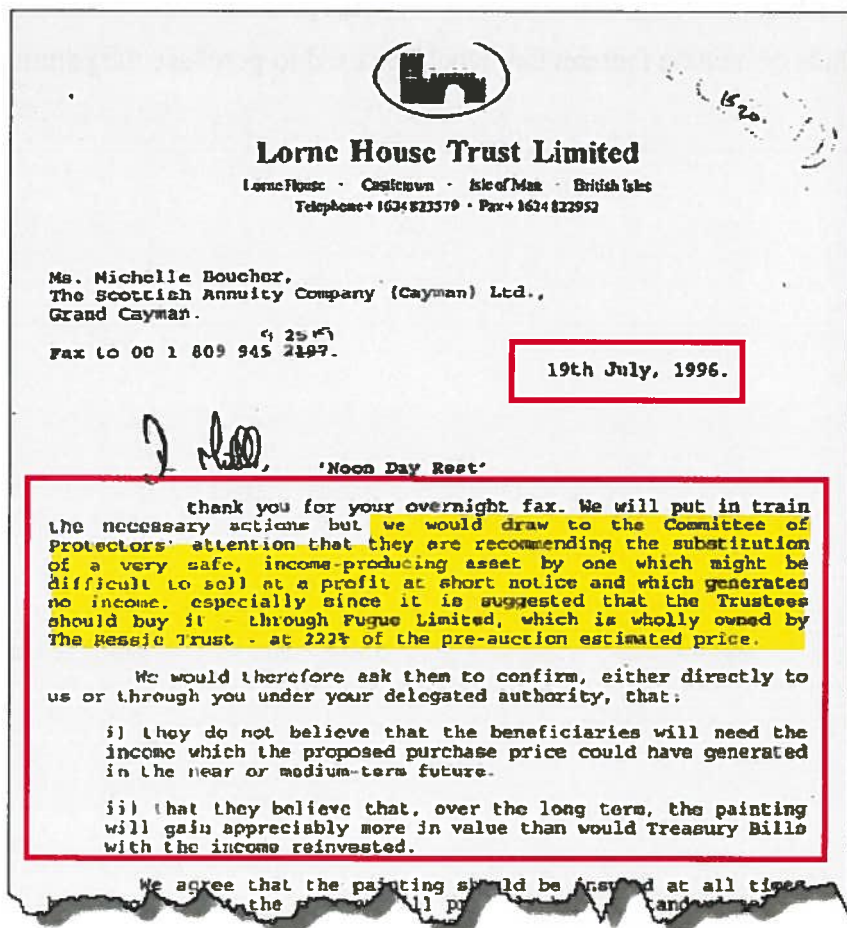 1520.
Lorne House Trust Limited
Lorne House · Castletown · Isle of Man · British Isles
Telephone + 1624 823579 · Fax + 1624 822952
Ms. Michelle Boucher,
The Scottish Annuity Company (Cayman) Ltd.,
Grand Cayman.
Fax to 00 1 809 945 2197.
19th July, 1996.
'Noon Day Rest'
thank you for your overnight fax. We will put in train
the necessary actions but we would draw to the Committee of
Protectors' attention that they are recommending the substitution
of a very safe, income-producing asset by one which might be
difficult to sell at a profit at short notice and which generates
no income, especially since it is suggested that the Trustees
should buy it - through Fugue Limited, which is wholly owned by
The Bessie Trust - at 222% of the pre-auction estimated price.
We would therefore ask them to confirm, either directly to
us or through you under your delegated authority, that:
i) they do not believe that the beneficiaries will need the
income which the proposed purchase price could have generated
in the near or medium-term future.
ii) that they believe that, over the long term, the painting
will gain appreciably more in value than would Treasury Bills
with the income reinvested.
We agree that the painting should be insured at all times